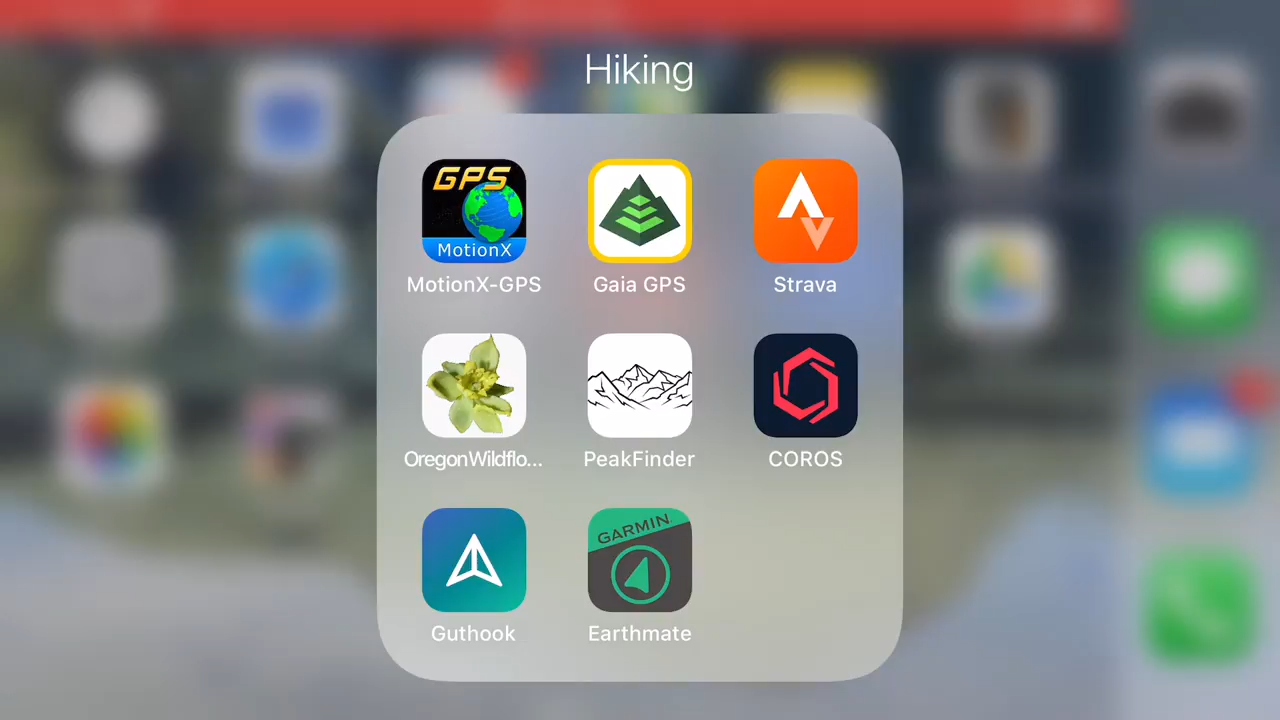 Hiking
GPS
MotionX
MotionX-GPS
Gaia GPS
Strava
OregonWildflo...
PeakFinder
COROS
GARMIN
Guthook
Earthmate